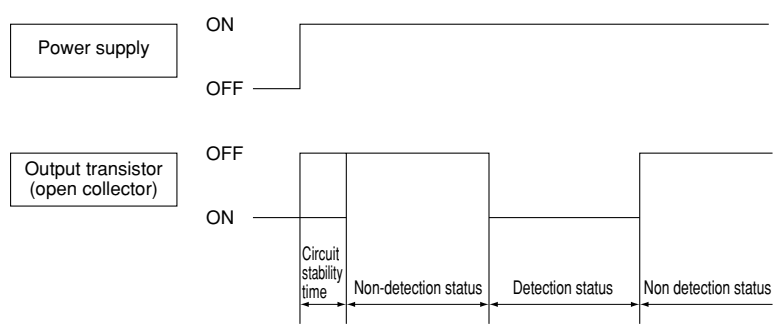 ON
Power supply
OFF
OFF
Output transistor
(open collector)
ON
Circuit
stability
time
Non-detection status
Detection status
Non detection status